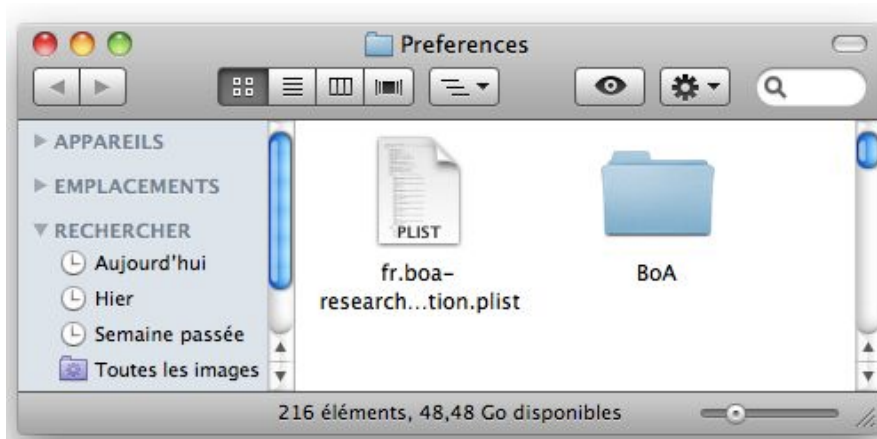 Preferences
APPAREILS
EMPLACEMENTS
RECHERCHER
Aujourd'hui
Hier
Semaine passée
Toutes les images
PLIST
fr.boa-
research...tion.plist
BoA
216 éléments, 48,48 Go disponibles